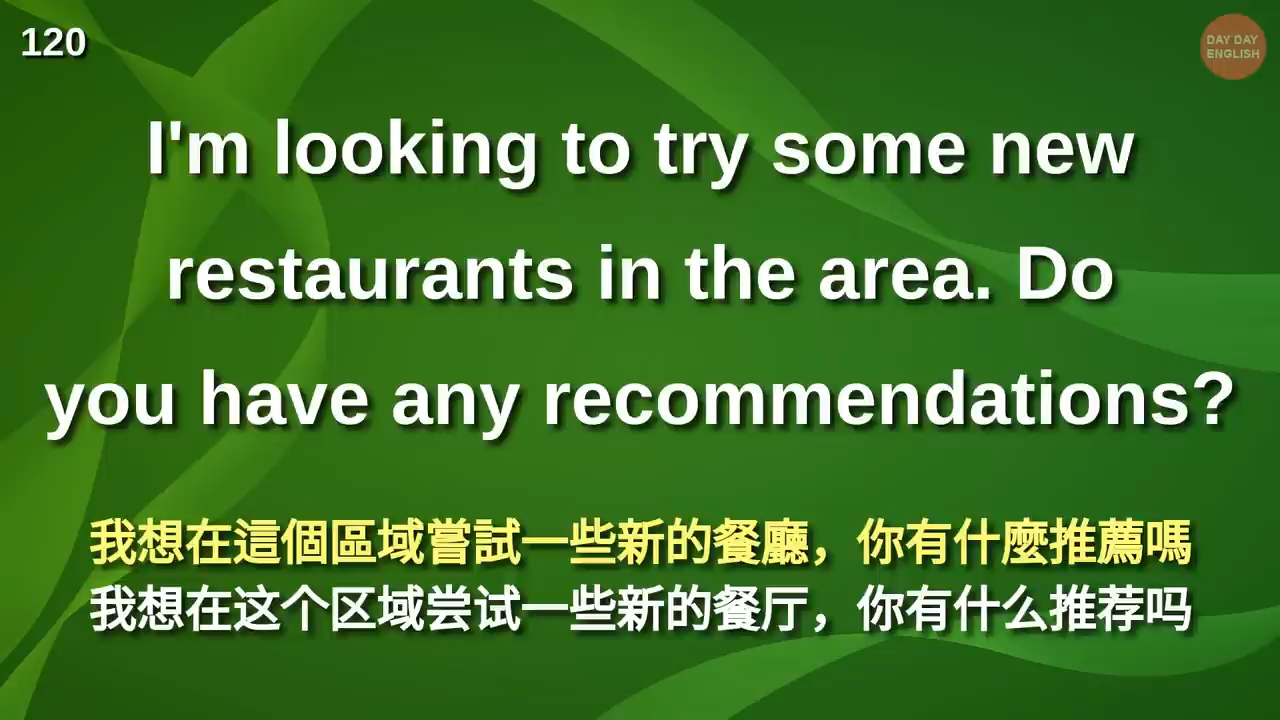 120
DAY DAY
ENGLISH
I'm looking to try some new
restaurants in the area. Do
you have any recommendations?
我想在這個區域嘗試一些新的餐廳，你有什麼推薦嗎
我想在这个区域尝试一些新的餐厅，你有什么推荐吗